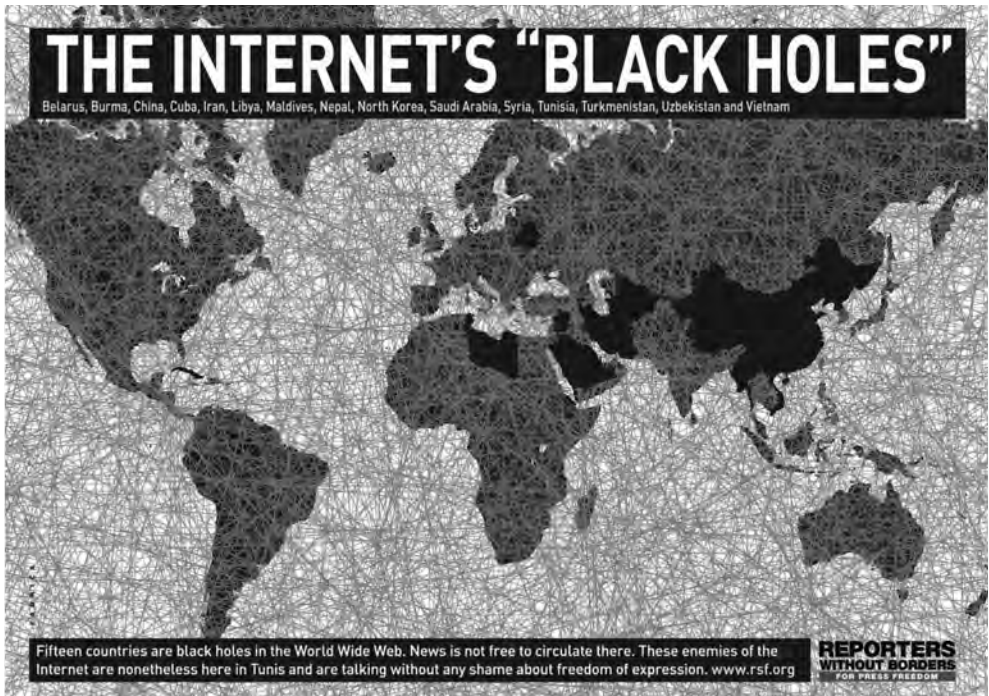 THE INTERNET'S “BLACK HOLES”
Belarus, Burma, China, Cuba, Iran, Libya, Maldives, Nepal, North Korea, Saudi Arabia, Syria, Tunisia, Turkmenistan, Uzbekistan and Vietnam
Fifteen countries are black holes in the World Wide Web. News is not free to circulate there. These enemies of the
Internet are nonetheless here in Tunis and are talking without any shame about freedom of expression. www.rsf.org
REPORTERS
WITHOUT BORDERS
FOR PRESS FREEDOM